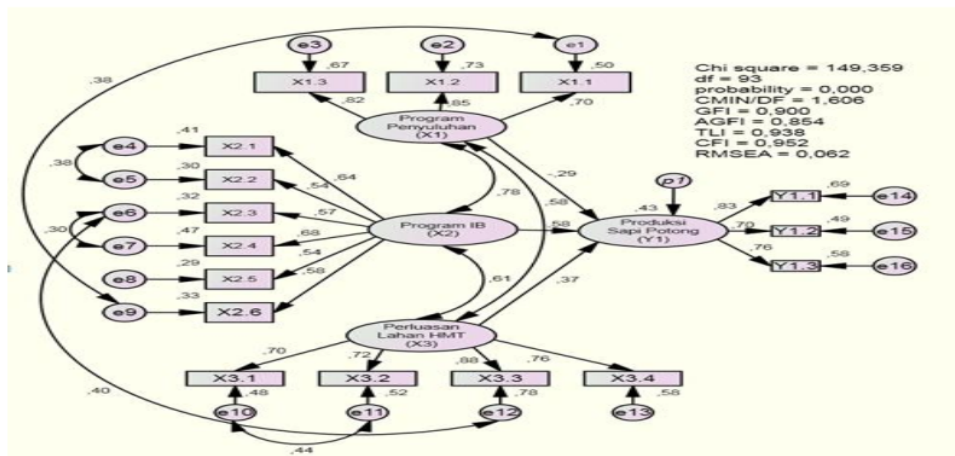 e3
e2
e1
,67
,73
,50
X1.3
X1.2
X1.1
,82
,85
,70
Program
Penyuluhan
(X1)
Chi square = 149,359
df = 93
probability = 0,000
CMIN/DF = 1,606
GFI = 0,900
AGFI = 0,854
TLI = 0,938
CFI = 0,952
RMSEA = 0,062
,38
,41
e4
X2.1
,38
,30
e5
X2.2
,32
e6
X2.3
,30
,47
e7
X2.4
,29
e8
X2.5
,33
e9
X2.6
,64
,54
,57
,68
,54
,58
Program IB
(X2)
,78
,58
-,29
,58
,61
,37
p1
,43
Produksi
Sapi Potong
(Y1)
,83
,70
,76
Y1.1
,69
e14
Y1.2
,49
e15
Y1.3
,58
e16
Perluasan
Lahan HMT
(X3)
,70
,72
,88
,76
X3.1
X3.2
X3.3
X3.4
,48
,52
,78
,58
e10
e11
e12
e13
,40
,44